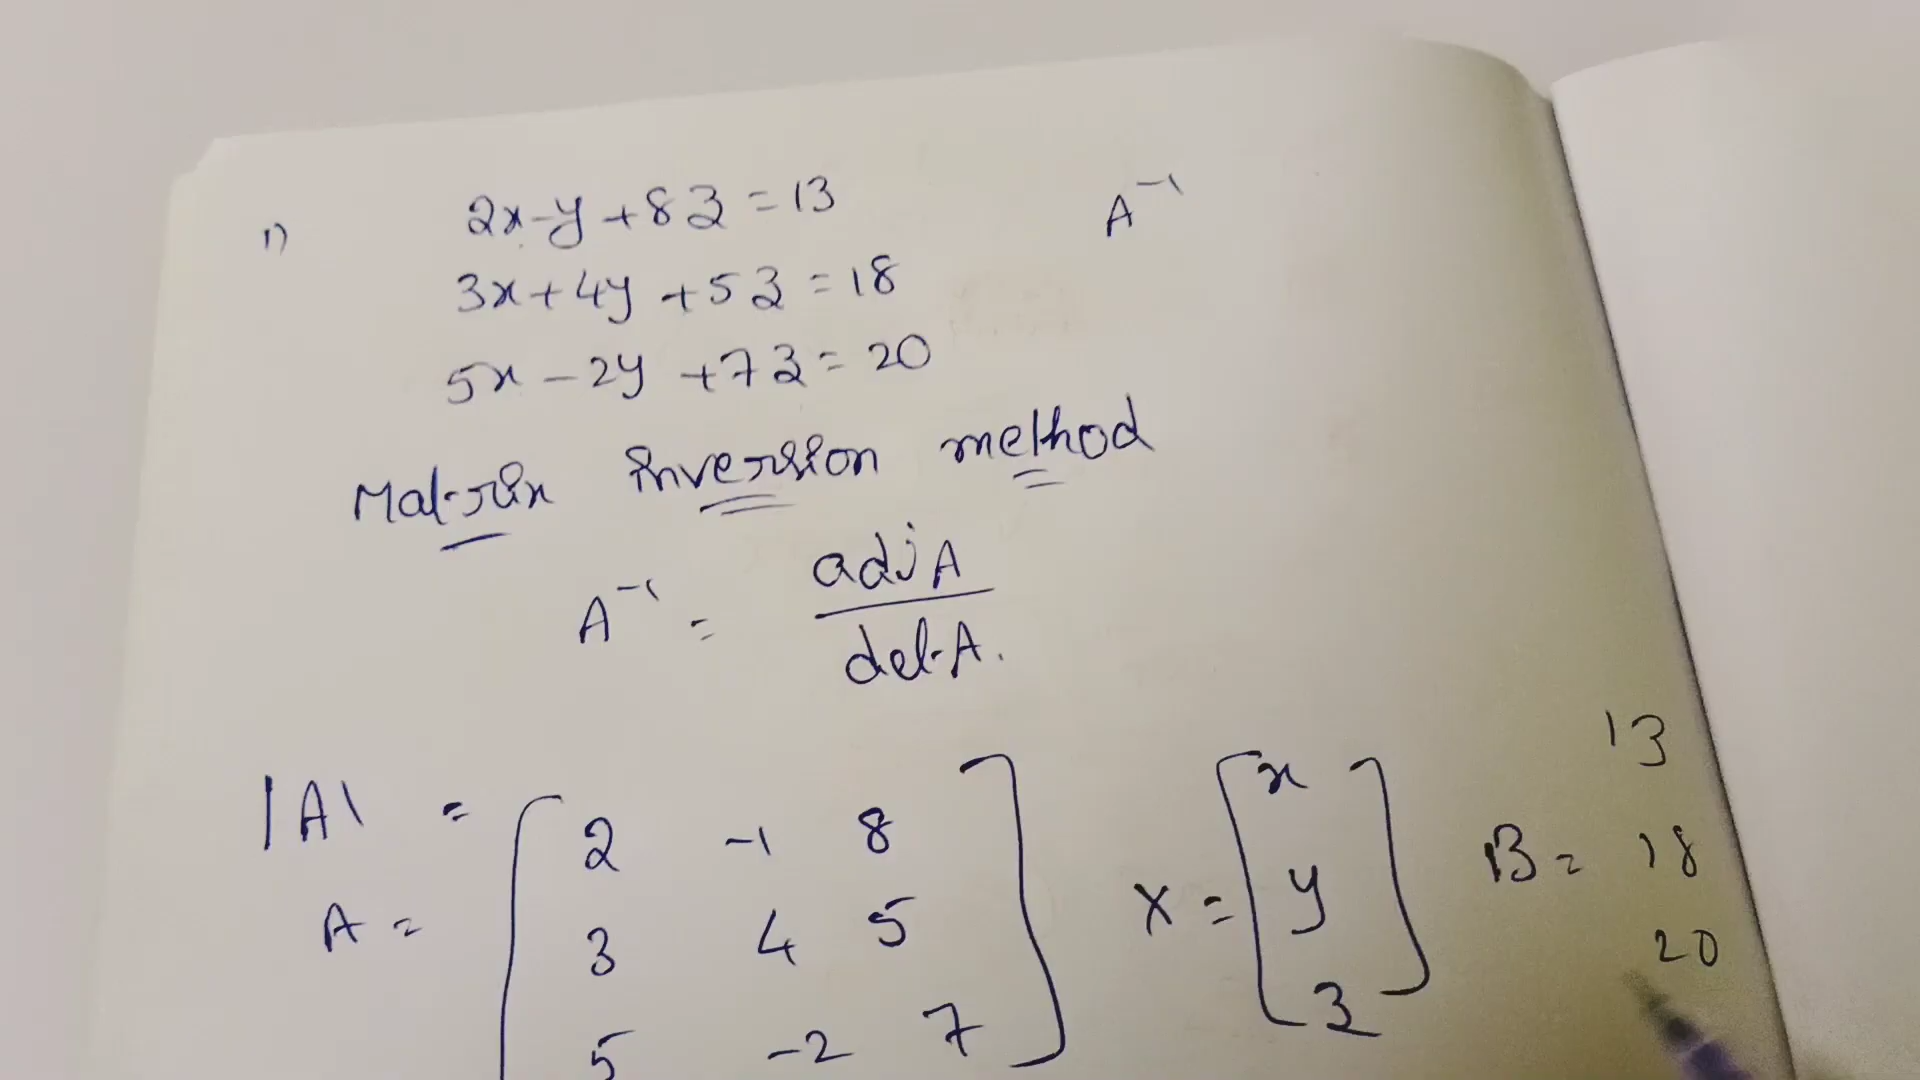 1) 2x-y+8z=13 A⁻¹
3x+4y+5z=18
5x-2y+7z=20
Matrix inversion method
A⁻¹ = adj A / det A.
|A| =
A = [2 -1 8
3 4 5
5 -2 7]
X = [x
y
z]
B = 13
18
20